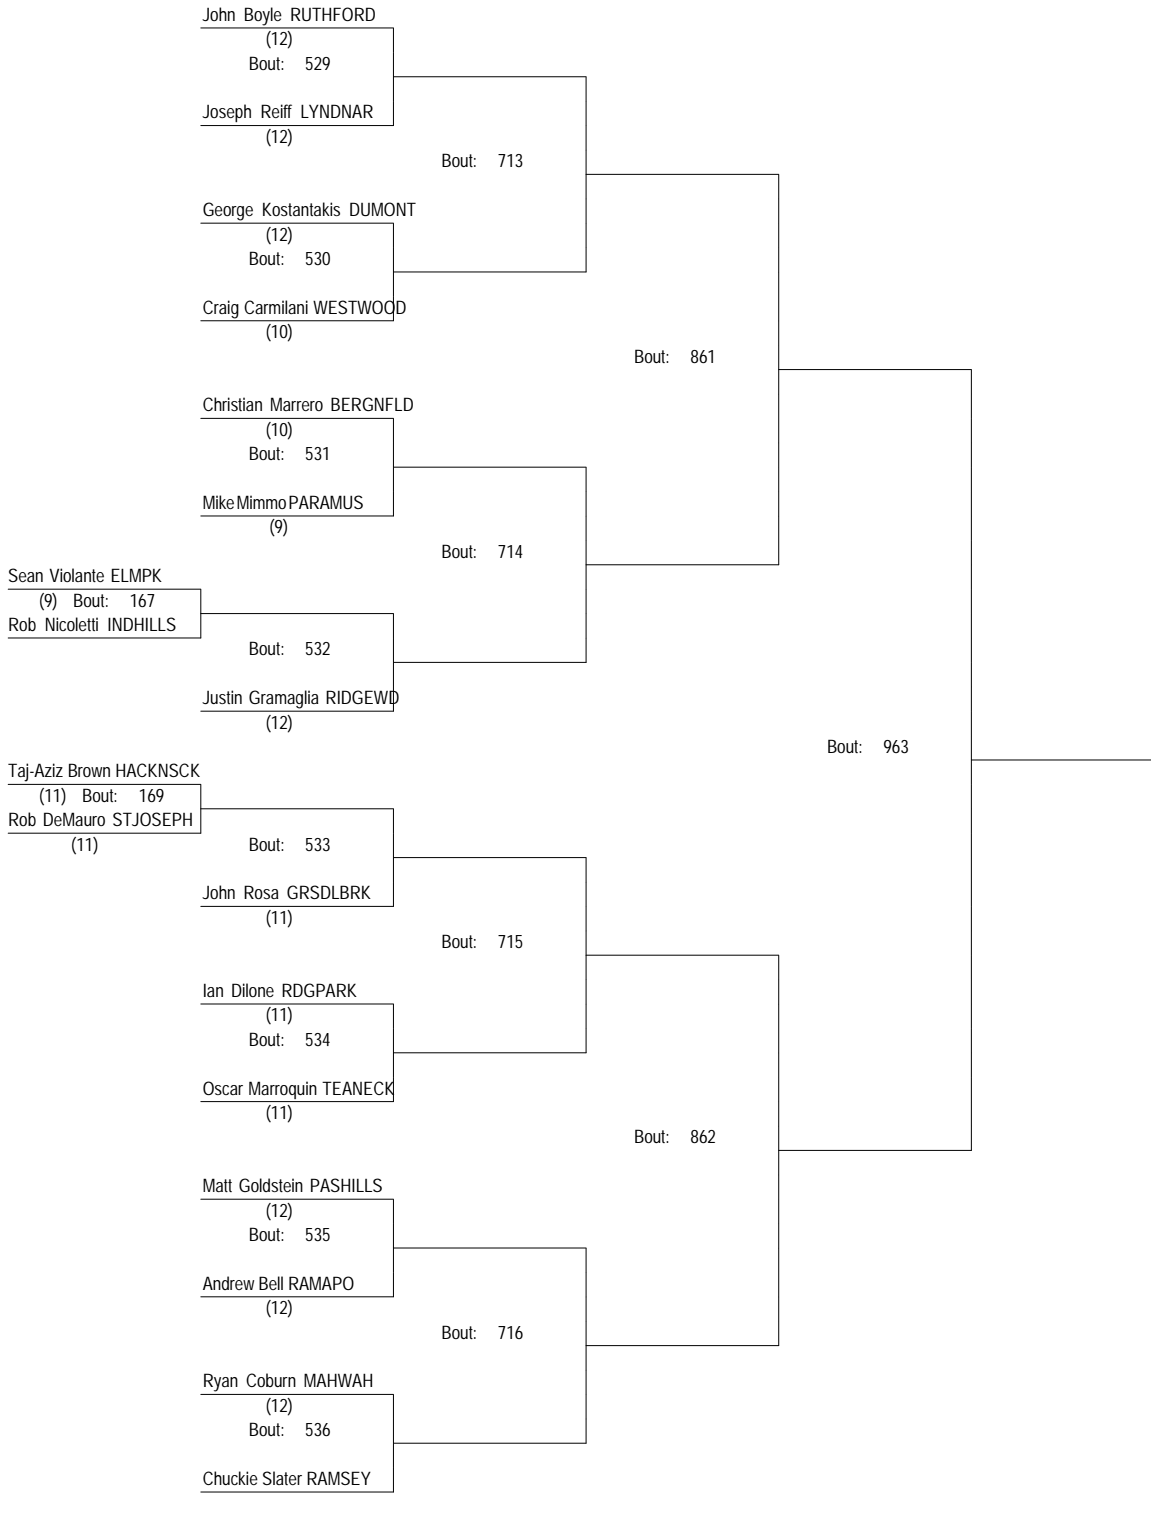 John Boyle RUTHFORD
(12)
Bout: 529
Joseph Reiff LYNDNAR
(12)
Bout: 713
George Kostantakis DUMONT
(12)
Bout: 530
Craig Carmilani WESTWOOD
(10)
Bout: 861
Christian Marrero BERGNFLD
(10)
Bout: 531
Mike Mimmo PARAMUS
(9)
Bout: 714
Sean Violante ELMPK
(9) Bout: 167
Rob Nicoletti INDHILLS
Bout: 532
Justin Gramaglia RIDGEWD
(12)
Bout: 963
Taj-Aziz Brown HACKNSCK
(11) Bout: 169
Rob DeMauro STJOSEPH
(11)
Bout: 533
John Rosa GRSDLBRK
(11)
Bout: 715
Ian Dilone RDGPARK
(11)
Bout: 534
Oscar Marroquin TEANECK
(11)
Bout: 862
Matt Goldstein PASHILLS
(12)
Bout: 535
Andrew Bell RAMAPO
(12)
Bout: 716
Ryan Coburn MAHWAH
(12)
Bout: 536
Chuckie Slater RAMSEY